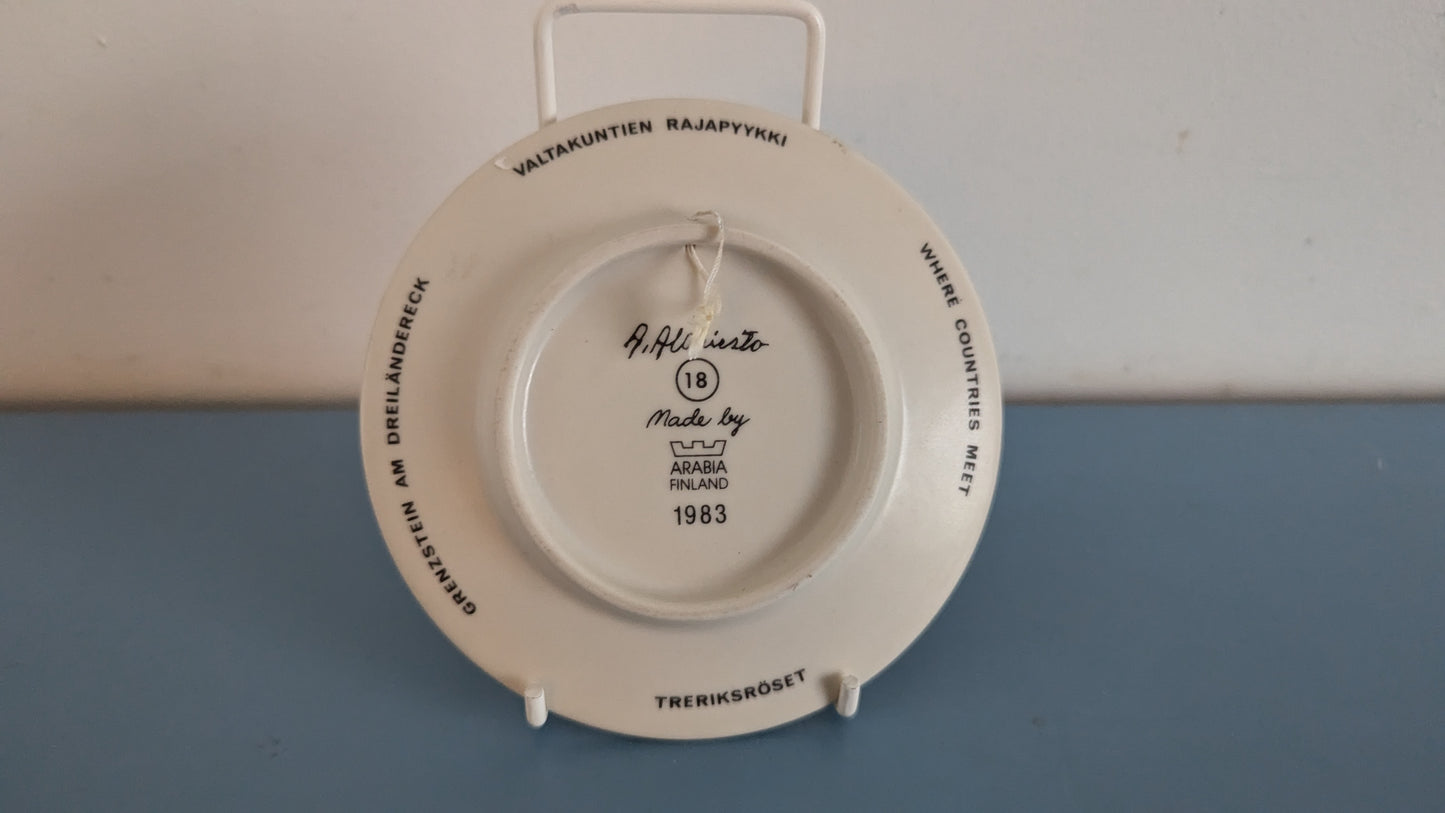 VALTAKUNTIEN RAJAPYYKKI
WHERE COUNTRIES MEET
TRERIKSRÖSET
GRENZSTEIN AM DREILÄNDERECK
18
Made by
ARABIA
FINLAND
1983